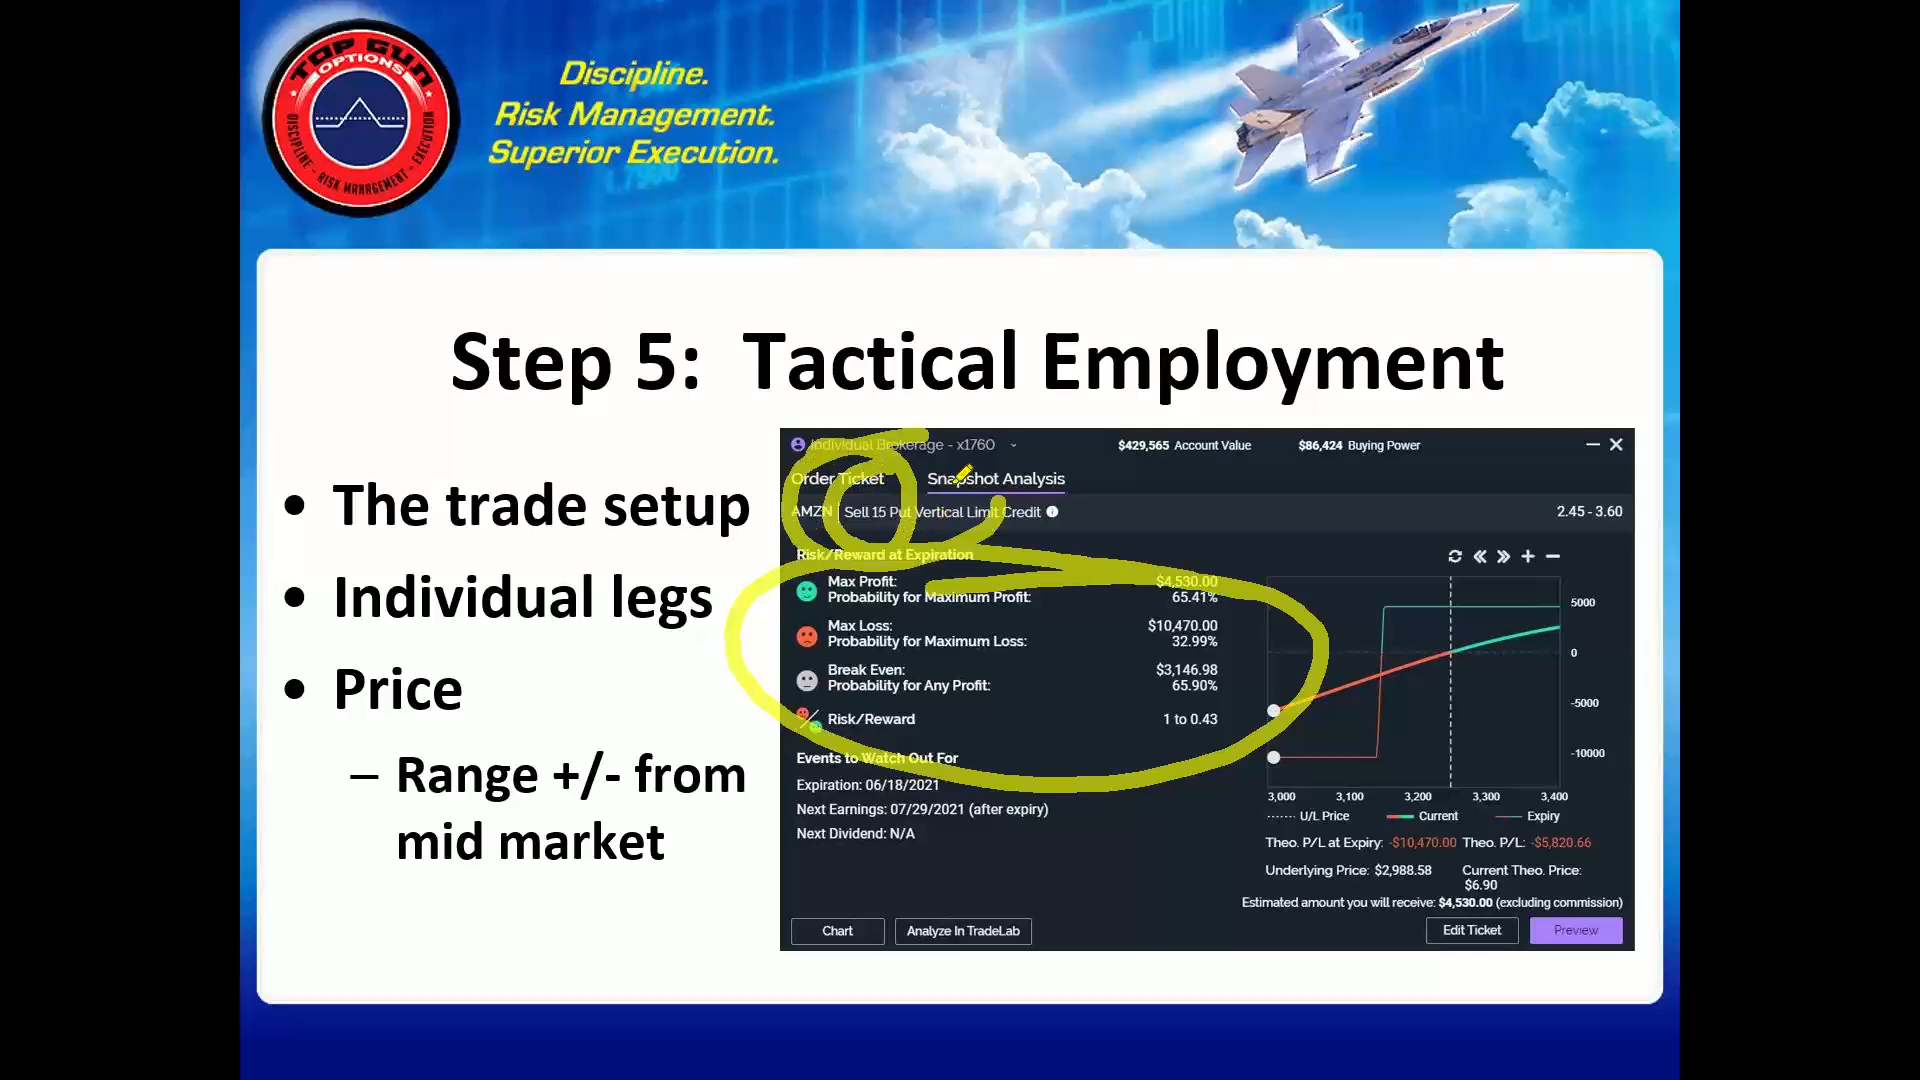 TOP GUN
OPTIONS
DISCIPLINE - RISK MANAGEMENT - EXECUTION
Discipline.
Risk Management.
Superior Execution.
Step 5: Tactical Employment
• The trade setup
• Individual legs
• Price
– Range +/- from
mid market
Individual Brokerage - x1760
$429,565 Account Value
$86,424 Buying Power
Order Ticket
Snapshot Analysis
AMZN
Sell 15 Put Vertical Limit Credit
2.45 - 3.60
Risk/Reward at Expiration
Max Profit: $4,530.00
Probability for Maximum Profit: 65.41%
Max Loss: $10,470.00
Probability for Maximum Loss: 32.99%
Break Even: $3,146.98
Probability for Any Profit: 65.90%
Risk/Reward 1 to 0.43
Events to Watch Out For
Expiration: 06/18/2021
Next Earnings: 07/29/2021 (after expiry)
Next Dividend: N/A
5000
0
-5000
-10000
3,000 3,100 3,200 3,300 3,400
U/L Price Current Expiry
Theo. P/L at Expiry: -$10,470.00 Theo. P/L: -$5,820.66
Underlying Price: $2,988.58 Current Theo. Price:
$6.90
Estimated amount you will receive: $4,530.00 (excluding commission)
Chart
Analyze In TradeLab
Edit Ticket
Preview